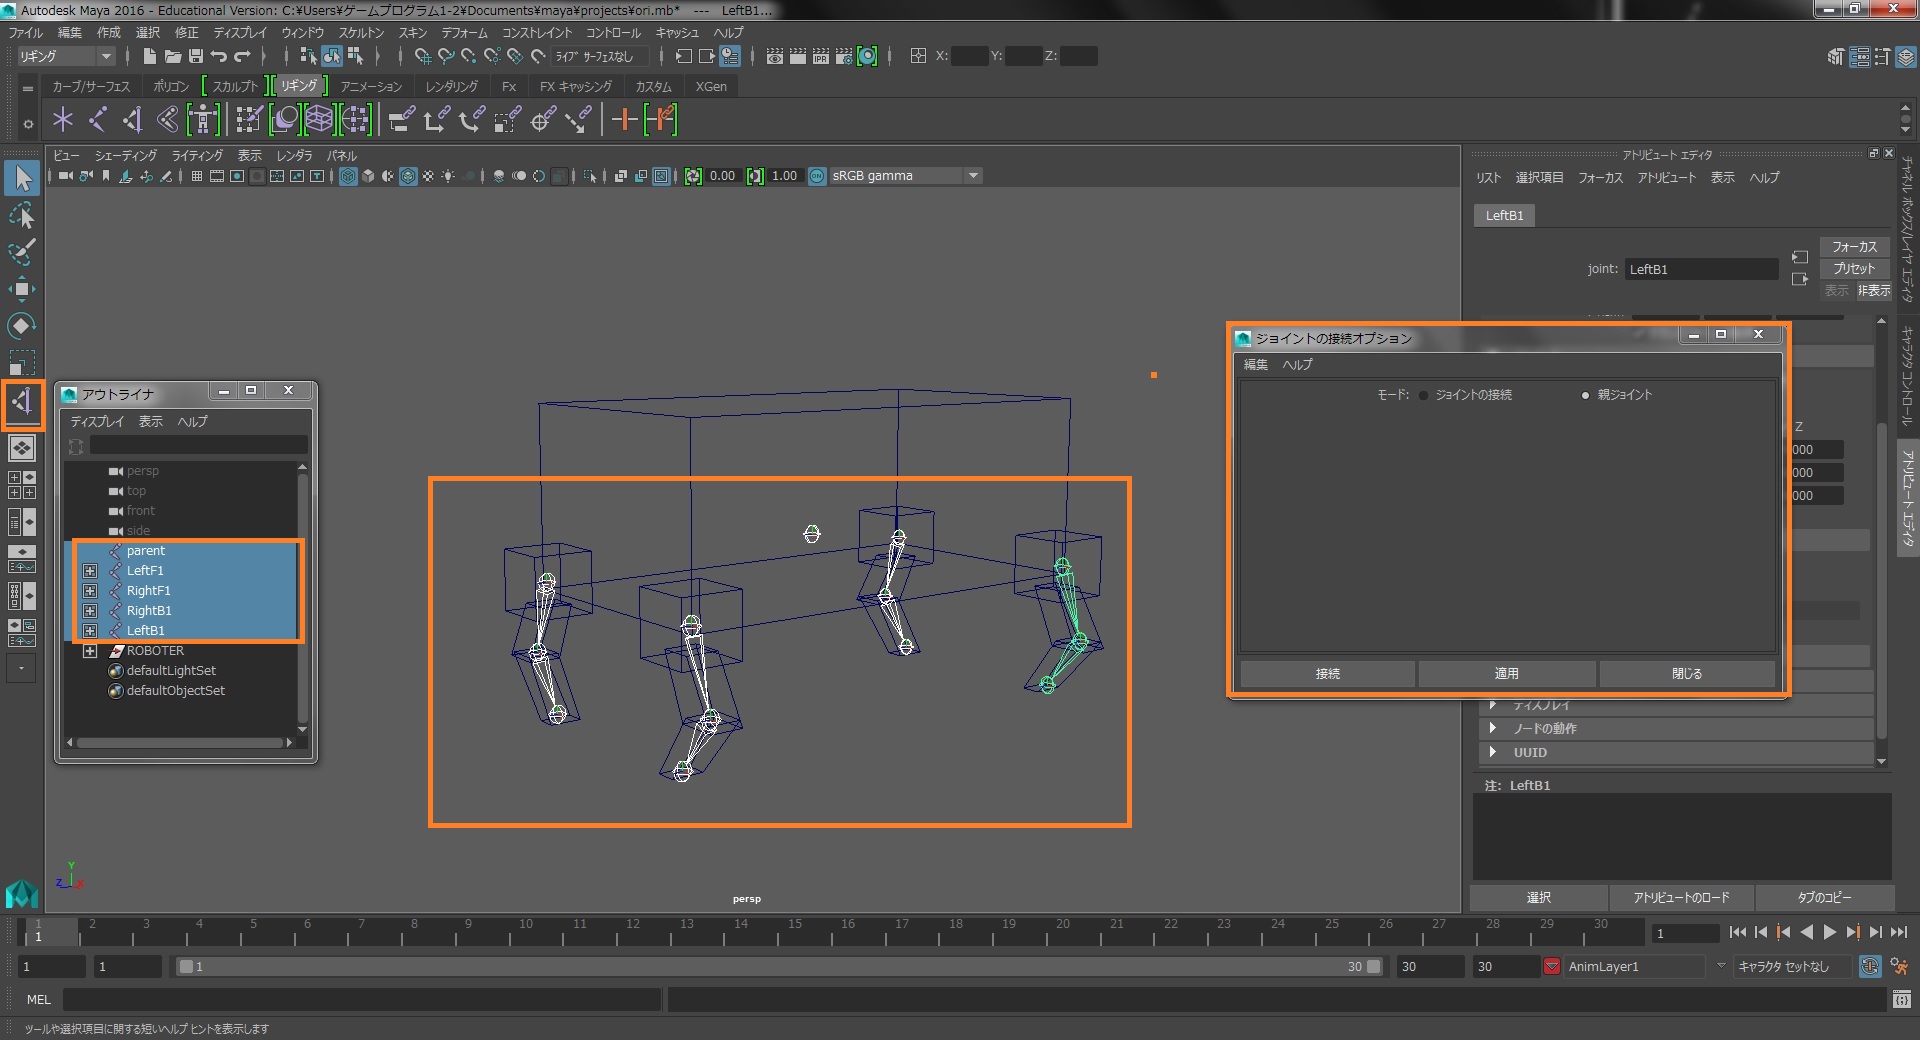 Autodesk Maya 2016 - Educational Version: C:¥Users¥ゲームプログラム1-2¥Documents¥maya¥projects¥ori.mb*   ---   LeftB1...
ファイル 編集 作成 選択 修正 ディスプレイ ウィンドウ スケルトン スキン デフォーム コンストレイント コントロール キャッシュ ヘルプ
リギング ライブ サーフェスなし IPR X: Y: Z:
カーブ/サーフェス ポリゴン スカルプト リギング アニメーション レンダリング Fx FX キャッシング カスタム XGen
ビュー シェーディング ライティング 表示 レンダラ パネル
0.00 1.00 ON sRGB gamma
アトリビュート エディタ
リスト 選択項目 フォーカス アトリビュート 表示 ヘルプ
LeftB1
フォーカス
joint: LeftB1
プリセット
表示 非表示
チャネル ボックス/レイヤ エディタ
キャラクタ コントロール
アトリビュート エディタ
アウトライナ
ディスプレイ 表示 ヘルプ
persp
top
front
side
parent
LeftF1
RightF1
RightB1
LeftB1
ROBOTER
defaultLightSet
defaultObjectSet
ジョイントの接続オプション
編集 ヘルプ
モード: ジョイントの接続 親ジョイント
接続 適用 閉じる
Z
000
000
000
ディスプレイ
ノードの動作
UUID
注: LeftB1
選択 アトリビュートのロード タブのコピー
Y
Z X
persp
1 2 3 4 5 6 7 8 9 10 11 12 13 14 15 16 17 18 19 20 21 22 23 24 25 26 27 28 29 30
1 1
1 1 1 30 30 30 AnimLayer1 キャラクタ セットなし
MEL
ツールや選択項目に関する短いヘルプ ヒントを表示します